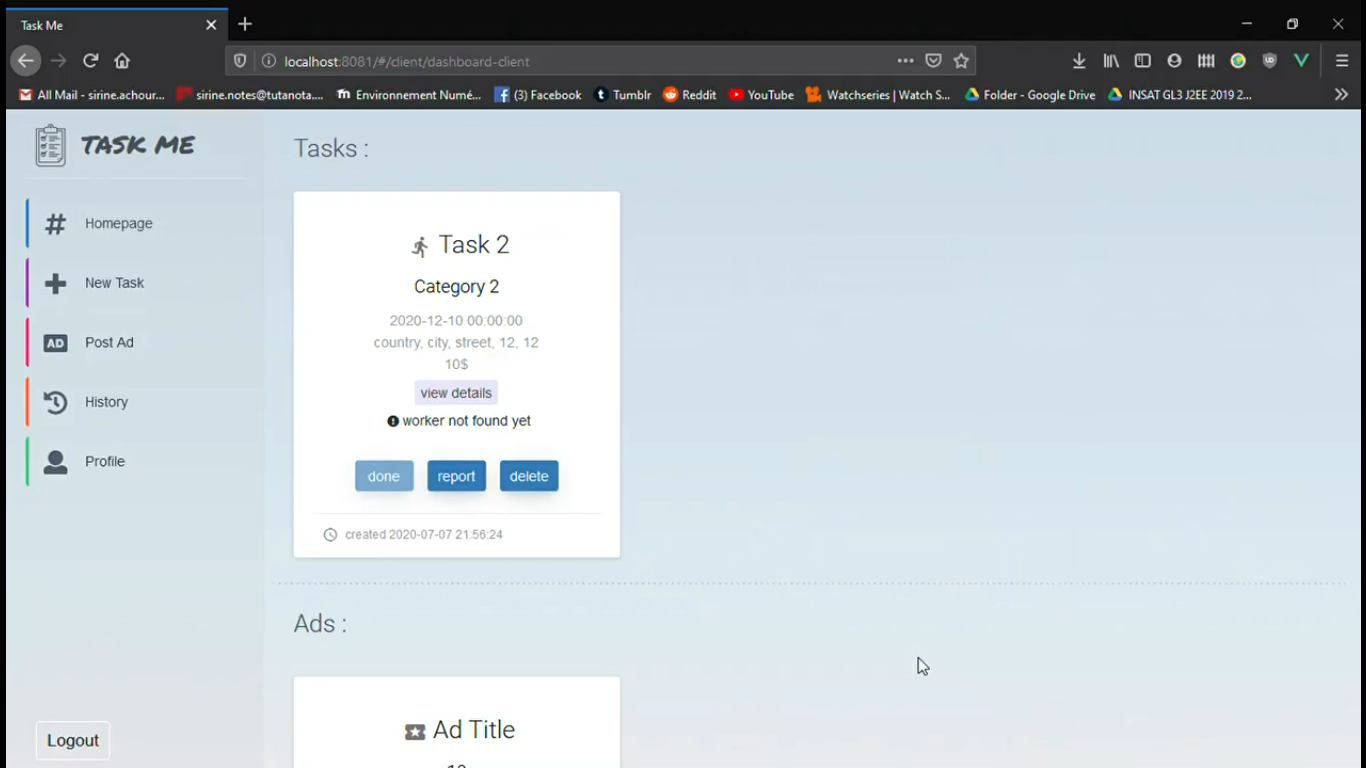 Task Me
localhost:8081/#/client/dashboard-client
All Mail - sirine.achour...
sirine.notes@tutanota....
Environnement Numé...
(3) Facebook
Tumblr
Reddit
YouTube
Watchseries | Watch S...
Folder - Google Drive
INSAT GL3 J2EE 2019 2...
TASK ME
Homepage
New Task
AD Post Ad
History
Profile
Logout
Tasks :
Task 2
Category 2
2020-12-10 00:00:00
country, city, street, 12, 12
10$
view details
worker not found yet
done report delete
created 2020-07-07 21:56:24
Ads :
Ad Title